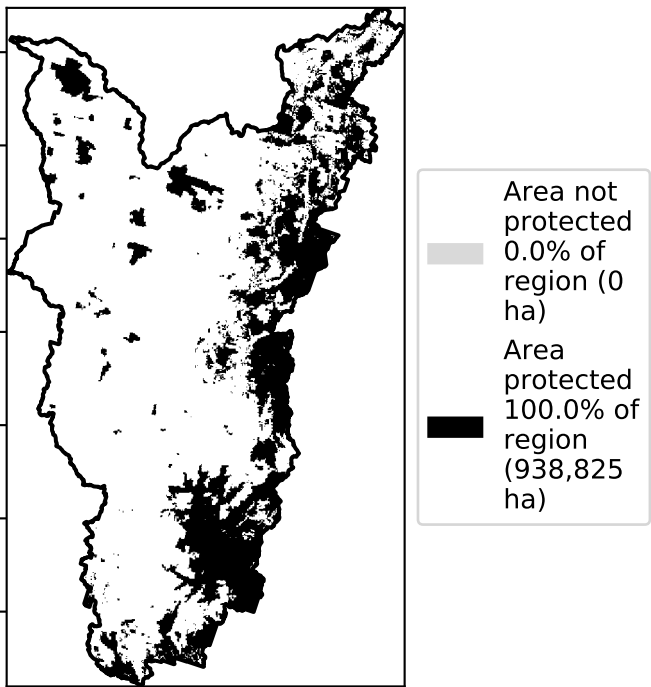 Area not
protected
0.0% of
region (0
ha)
Area
protected
100.0% of
region
(938,825
ha)